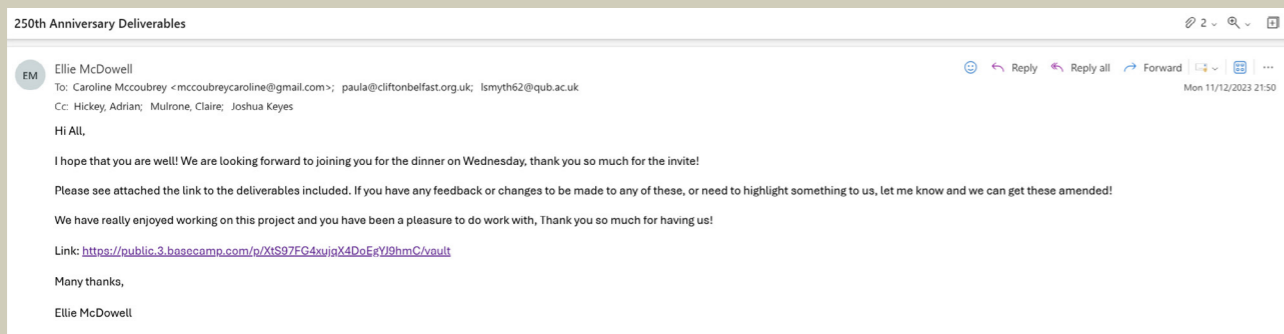 250th Anniversary Deliverables
2
EM
Ellie McDowell
Reply
Reply all
Forward
To: Caroline Mccoubrey <mccoubreycaroline@gmail.com>; paula@cliftonbelfast.org.uk; lsmyth62@qub.ac.uk
Mon 11/12/2023 21:50
Cc: Hickey, Adrian; Mulrone, Claire; Joshua Keyes
Hi All,
I hope that you are well! We are looking forward to joining you for the dinner on Wednesday, thank you so much for the invite!
Please see attached the link to the deliverables included. If you have any feedback or changes to be made to any of these, or need to highlight something to us, let me know and we can get these amended!
We have really enjoyed working on this project and you have been a pleasure to do work with, Thank you so much for having us!
Link: https://public.3.basecamp.com/p/XtS97FG4xujqX4DoEgYJ9hmC/vault
Many thanks,
Ellie McDowell